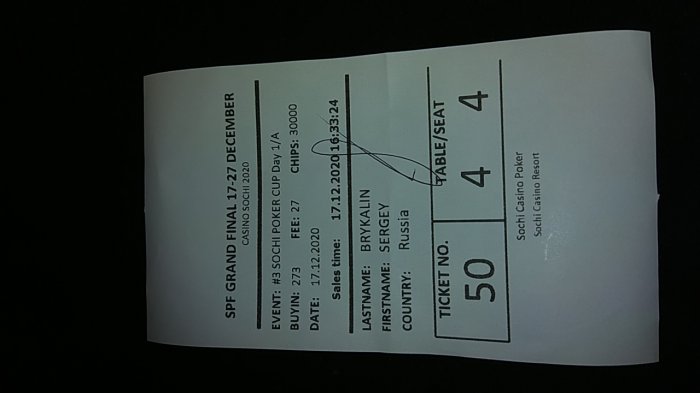 SPF GRAND FINAL 17-27 DECEMBER
CASINO SOCHI 2020
EVENT: #3 SOCHI POKER CUP Day 1/A
BUYIN: 273 FEE: 27 CHIPS: 30000
DATE: 17.12.2020
Sales time: 17.12.2020 16:33:24
LASTNAME: BRYKALIN
FIRSTNAME: SERGEY
COUNTRY: Russia
TICKET NO. TABLE/SEAT
50 4 4
Sochi Casino Poker
Sochi Casino Resort